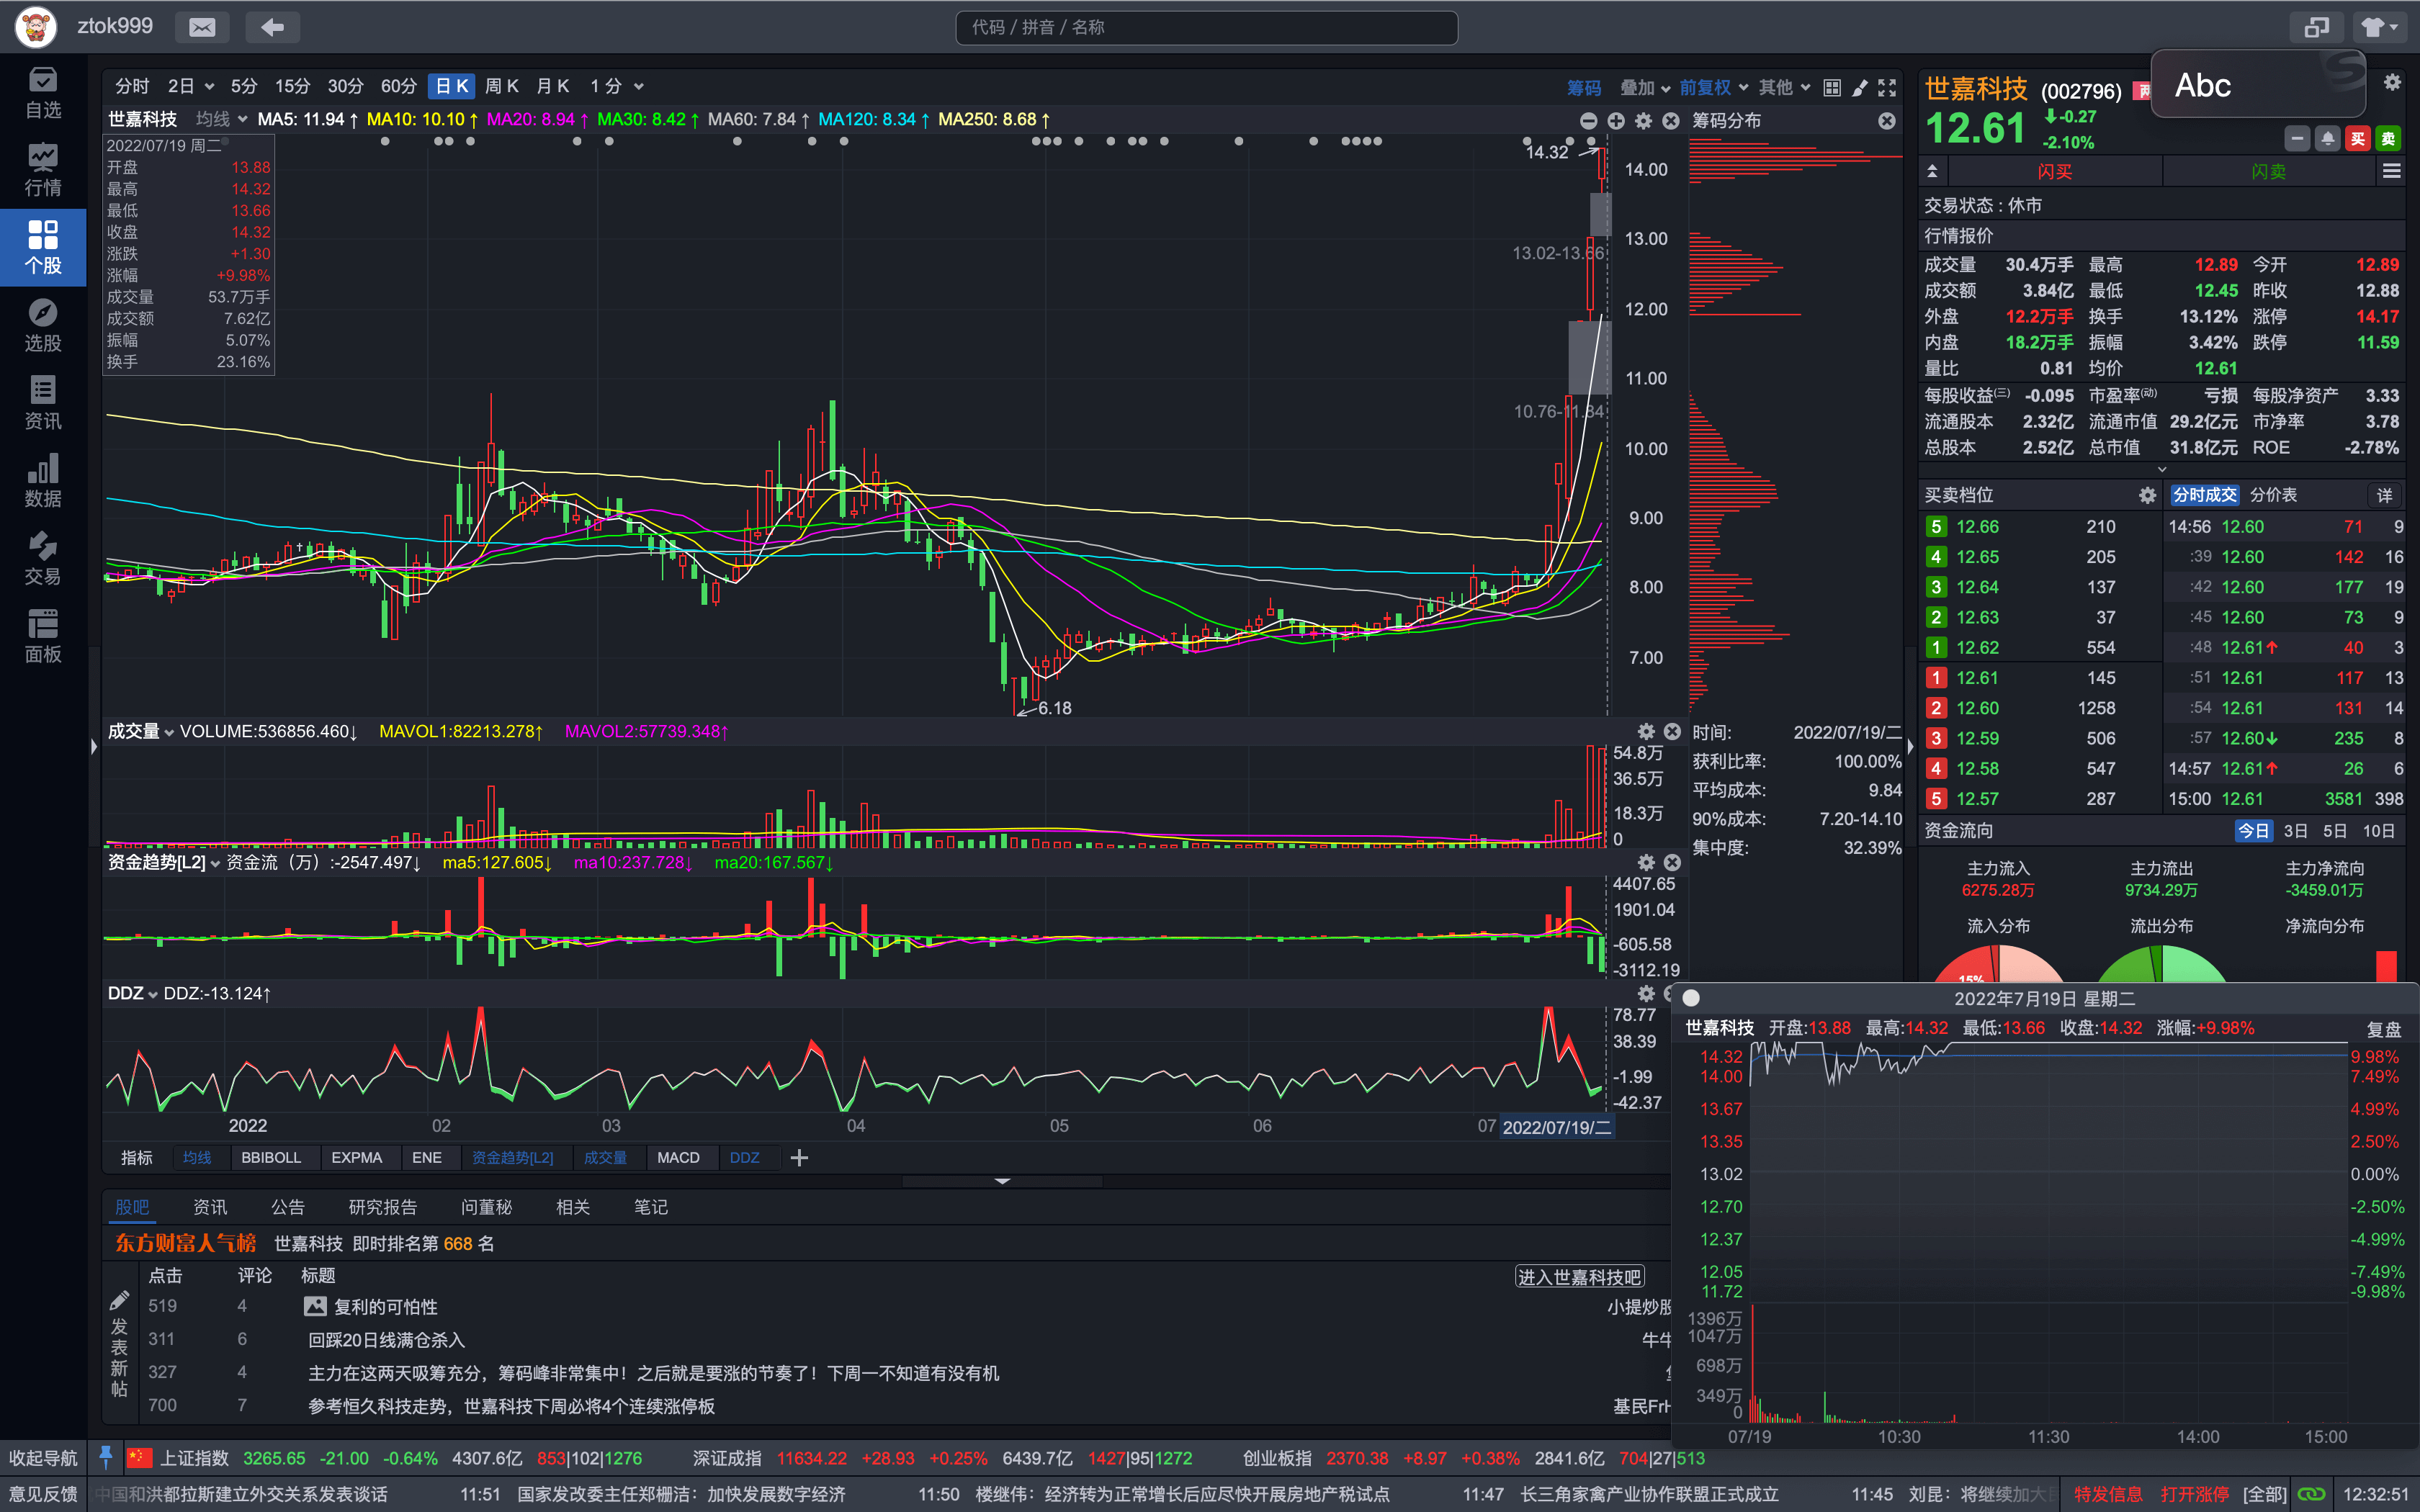 ztok999
代码 / 拼音 / 名称
Abc
自选
行情
个股
选股
资讯
数据
交易
面板
分时 2日 5分 15分 30分 60分 日K 周K 月K 1分 筹码 叠加 前复权 其他
世嘉科技 均线 MA5: 11.94↑ MA10: 10.10↑ MA20: 8.94↑ MA30: 8.42↑ MA60: 7.84↑ MA120: 8.34↑ MA250: 8.68↑
2022/07/19 周二
开盘 13.88
最高 14.32
最低 13.66
收盘 14.32
涨跌 +1.30
涨幅 +9.98%
成交量 53.7万手
成交额 7.62亿
振幅 5.07%
换手 23.16%
14.32
13.02-13.66
10.76-11.84
6.18
14.00
13.00
12.00
11.00
10.00
9.00
8.00
7.00
筹码分布
时间: 2022/07/19/二
获利比率: 100.00%
平均成本: 9.84
90%成本: 7.20-14.10
集中度: 32.39%
成交量 VOLUME:536856.460↓ MAVOL1:82213.278↑ MAVOL2:57739.348↑
54.8万
36.5万
18.3万
0
资金趋势[L2] 资金流（万）:-2547.497↓ ma5:127.605↓ ma10:237.728↓ ma20:167.567↓
4407.65
1901.04
-605.58
-3112.19
DDZ DDZ:-13.124↑
78.77
38.39
-1.99
-42.37
2022 02 03 04 05 06 07 2022/07/19/二
指标 均线 BBIBOLL EXPMA ENE 资金趋势[L2] 成交量 MACD DDZ
股吧 资讯 公告 研究报告 问董秘 相关 笔记
东方财富人气榜 世嘉科技 即时排名第 668 名
点击 评论 标题 进入世嘉科技吧
发表新帖
519 4 复利的可怕性 小提炒股
311 6 回踩20日线满仓杀入 牛牛
327 4 主力在这两天吸筹充分，筹码峰非常集中！之后就是要涨的节奏了！下周一不知道有没有机
700 7 参考恒久科技走势，世嘉科技下周必将4个连续涨停板 基民FrH
世嘉科技 (002796)
12.61 -0.27
-2.10%
买 卖
闪买 闪卖
交易状态 : 休市
行情报价
成交量 30.4万手 最高 12.89 今开 12.89
成交额 3.84亿 最低 12.45 昨收 12.88
外盘 12.2万手 换手 13.12% 涨停 14.17
内盘 18.2万手 振幅 3.42% 跌停 11.59
量比 0.81 均价 12.61
每股收益(三) -0.095 市盈率(动) 亏损 每股净资产 3.33
流通股本 2.32亿 流通市值 29.2亿元 市净率 3.78
总股本 2.52亿 总市值 31.8亿元 ROE -2.78%
买卖档位 分时成交 分价表 详
5 12.66 210 14:56 12.60 71 9
4 12.65 205 :39 12.60 142 16
3 12.64 137 :42 12.60 177 19
2 12.63 37 :45 12.60 73 9
1 12.62 554 :48 12.61↑ 40 3
1 12.61 145 :51 12.61 117 13
2 12.60 1258 :54 12.61 131 14
3 12.59 506 :57 12.60↓ 235 8
4 12.58 547 14:57 12.61↑ 26 6
5 12.57 287 15:00 12.61 3581 398
资金流向 今日 3日 5日 10日
主力流入 主力流出 主力净流向
6275.28万 9734.29万 -3459.01万
流入分布 流出分布 净流向分布
15%
2022年7月19日 星期二
世嘉科技 开盘:13.88 最高:14.32 最低:13.66 收盘:14.32 涨幅:+9.98% 复盘
14.32 9.98%
14.00 7.49%
13.67 4.99%
13.35 2.50%
13.02 0.00%
12.70 -2.50%
12.37 -4.99%
12.05 -7.49%
11.72 -9.98%
1396万
1047万
698万
349万
0
07/19 10:30 11:30 14:00 15:00
收起导航 上证指数 3265.65 -21.00 -0.64% 4307.6亿 853|102|1276 深证成指 11634.22 +28.93 +0.25% 6439.7亿 1427|95|1272 创业板指 2370.38 +8.97 +0.38% 2841.6亿 704|27|513
意见反馈 中国和洪都拉斯建立外交关系发表谈话 11:51 国家发改委主任郑栅洁：加快发展数字经济 11:50 楼继伟：经济转为正常增长后应尽快开展房地产税试点 11:47 长三角家禽产业协作联盟正式成立 11:45 刘昆：将继续加大 特发信息 打开涨停 [全部] 12:32:51